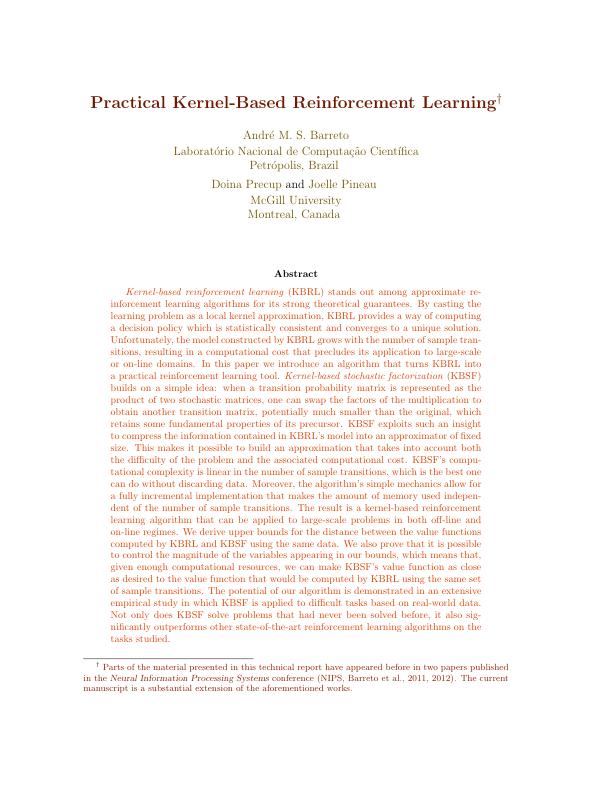 Practical Kernel-Based Reinforcement Learning†
André M. S. Barreto
Laboratório Nacional de Computação Científica
Petrópolis, Brazil
Doina Precup and Joelle Pineau
McGill University
Montreal, Canada
Abstract
Kernel-based reinforcement learning (KBRL) stands out among approximate re-
inforcement learning algorithms for its strong theoretical guarantees. By casting the
learning problem as a local kernel approximation, KBRL provides a way of computing
a decision policy which is statistically consistent and converges to a unique solution.
Unfortunately, the model constructed by KBRL grows with the number of sample tran-
sitions, resulting in a computational cost that precludes its application to large-scale
or on-line domains. In this paper we introduce an algorithm that turns KBRL into
a practical reinforcement learning tool. Kernel-based stochastic factorization (KBSF)
builds on a simple idea: when a transition probability matrix is represented as the
product of two stochastic matrices, one can swap the factors of the multiplication to
obtain another transition matrix, potentially much smaller than the original, which
retains some fundamental properties of its precursor. KBSF exploits such an insight
to compress the information contained in KBRL's model into an approximator of fixed
size. This makes it possible to build an approximation that takes into account both
the difficulty of the problem and the associated computational cost. KBSF's compu-
tational complexity is linear in the number of sample transitions, which is the best one
can do without discarding data. Moreover, the algorithm's simple mechanics allow for
a fully incremental implementation that makes the amount of memory used indepen-
dent of the number of sample transitions. The result is a kernel-based reinforcement
learning algorithm that can be applied to large-scale problems in both off-line and
on-line regimes. We derive upper bounds for the distance between the value functions
computed by KBRL and KBSF using the same data. We also prove that it is possible
to control the magnitude of the variables appearing in our bounds, which means that,
given enough computational resources, we can make KBSF's value function as close
as desired to the value function that would be computed by KBRL using the same set
of sample transitions. The potential of our algorithm is demonstrated in an extensive
empirical study in which KBSF is applied to difficult tasks based on real-world data.
Not only does KBSF solve problems that had never been solved before, it also sig-
nificantly outperforms other state-of-the-art reinforcement learning algorithms on the
tasks studied.
† Parts of the material presented in this technical report have appeared before in two papers published
in the Neural Information Processing Systems conference (NIPS, Barreto et al., 2011, 2012). The current
manuscript is a substantial extension of the aforementioned works.